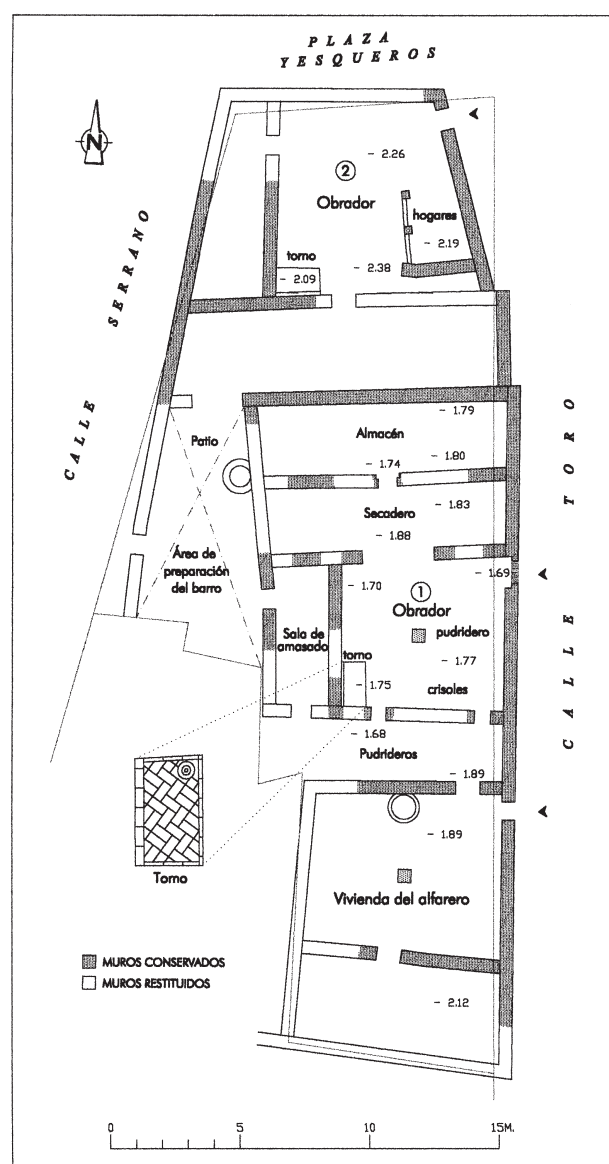 PLAZA
YESQUEROS
N
CALLE SERRANO
CALLE TORO
- 2.26
2
Obrador
hogares
- 2.19
torno
- 2.38
- 2.09
- 1.79
Almacén
Patio
- 1.80
- 1.74
- 1.83
Secadero
- 1.88
Área de
preparación
del barro
- 1.69
- 1.70
1
Obrador
Sala de
amasado
pudridero
torno
- 1.77
- 1.75
crisoles
- 1.68
Pudrideros
- 1.89
- 1.89
Torno
Vivienda del alfarero
MUROS CONSERVADOS
MUROS RESTITUIDOS
- 2.12
0 5 10 15M.